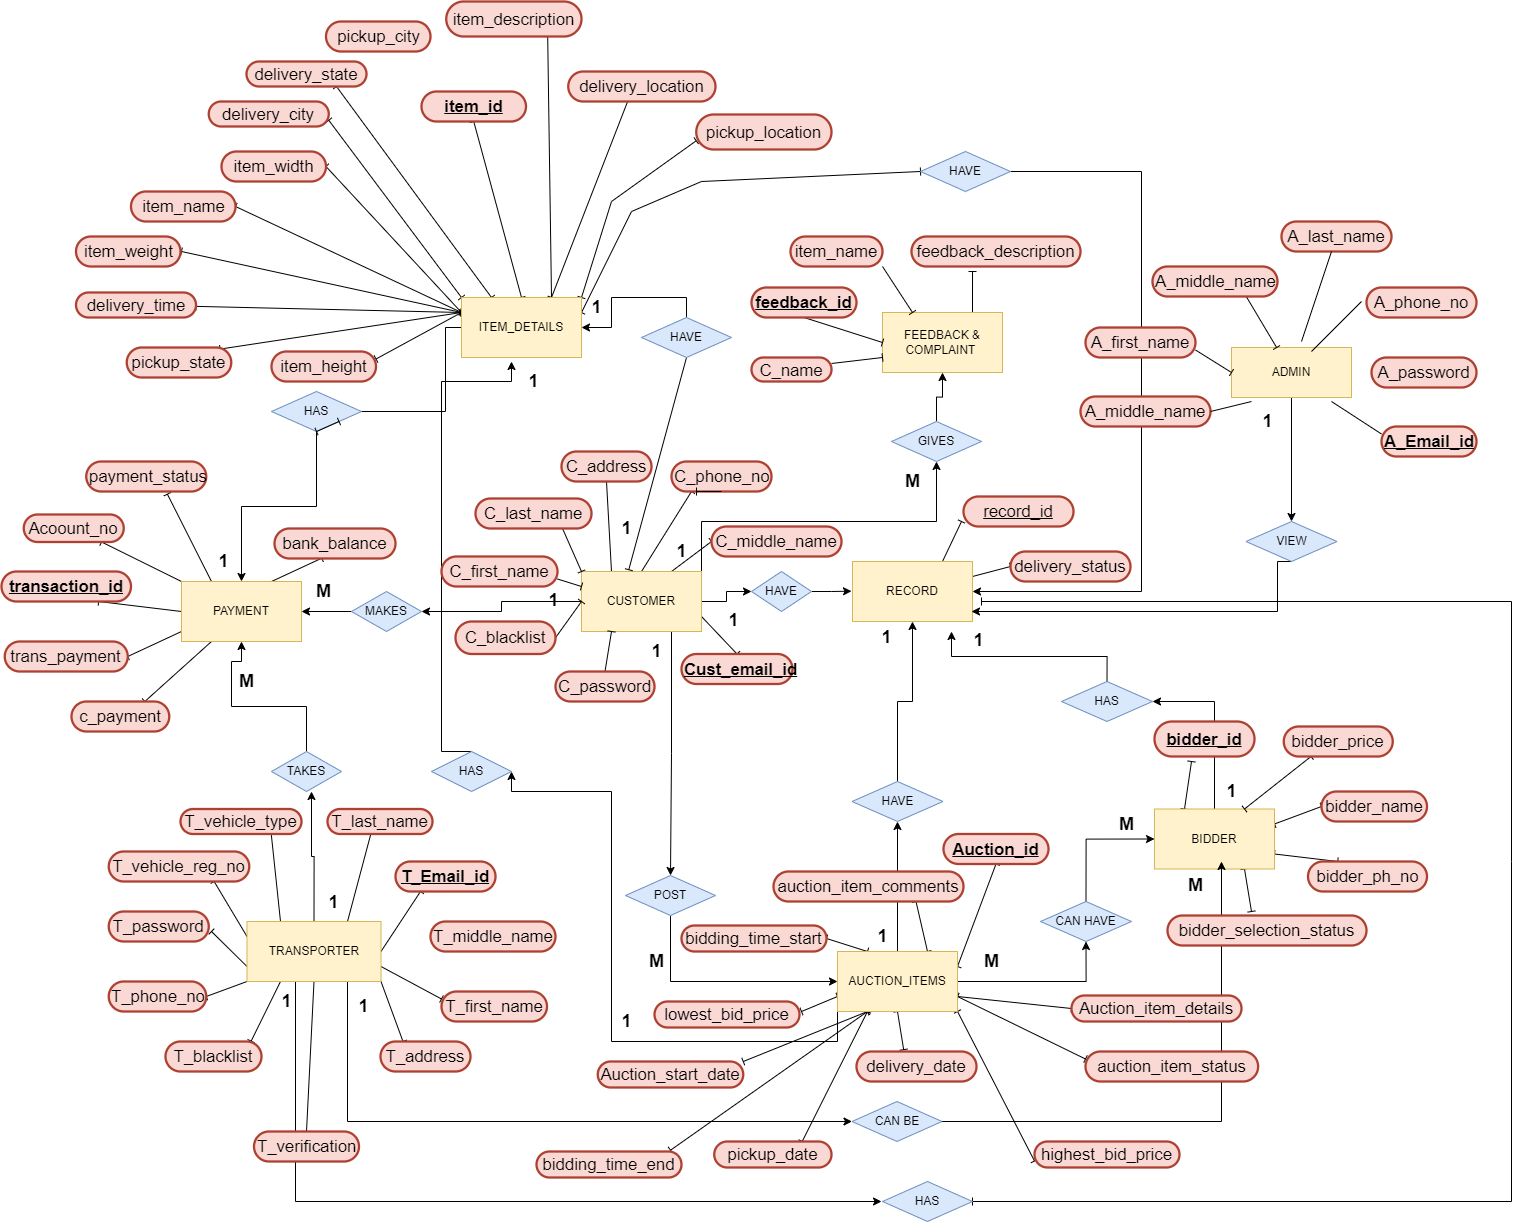 item_description
pickup_city
delivery_state
delivery_location
item_id
delivery_city
pickup_location
item_width
HAVE
item_name
A_last_name
item_weight
item_name
feedback_description
A_middle_name
delivery_time
feedback_id
A_phone_no
1
ITEM_DETAILS
HAVE
FEEDBACK &
COMPLAINT
A_first_name
pickup_state
item_height
C_name
ADMIN
A_password
1
HAS
A_middle_name
1
A_Email_id
GIVES
C_address
payment_status
C_phone_no
M
C_last_name
record_id
Acoount_no
1
bank_balance
C_middle_name
VIEW
1
1
C_first_name
delivery_status
transaction_id
M
PAYMENT
MAKES
1
CUSTOMER
HAVE
RECORD
1
C_blacklist
1
1
trans_payment
1
Cust_email_id
M
C_password
HAS
c_payment
bidder_id
bidder_price
TAKES
HAS
1
HAVE
bidder_name
T_vehicle_type
T_last_name
M
BIDDER
Auction_id
T_vehicle_reg_no
T_Email_id
auction_item_comments
M
bidder_ph_no
POST
1
T_password
CAN HAVE
bidder_selection_status
T_middle_name
bidding_time_start
1
TRANSPORTER
M
M
AUCTION_ITEMS
T_phone_no
1
1
T_first_name
lowest_bid_price
1
Auction_item_details
T_blacklist
T_address
Auction_start_date
delivery_date
auction_item_status
CAN BE
T_verification
bidding_time_end
pickup_date
highest_bid_price
HAS